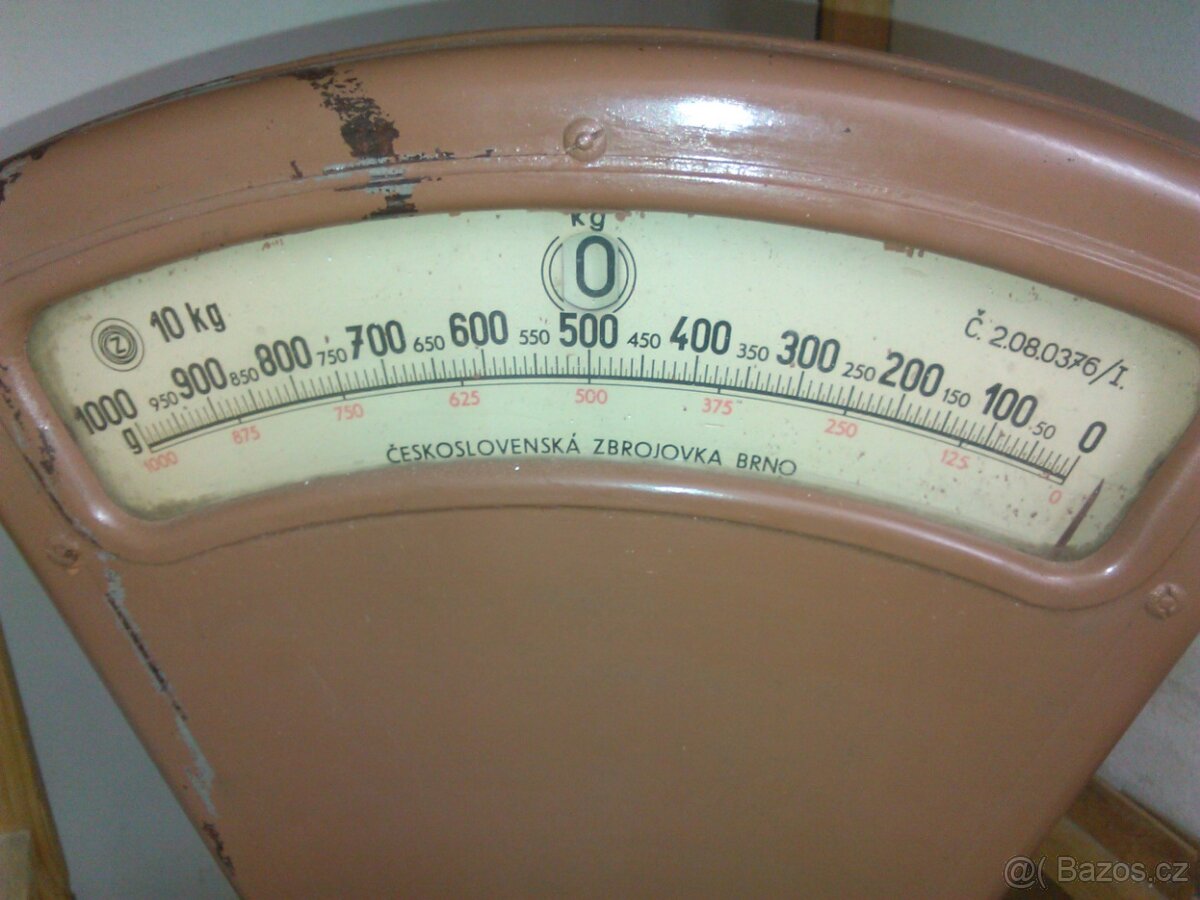 kg
0
Z 10 kg
Č. 2.08.0376/I.
1000 950 900 850 800 750 700 650 600 550 500 450 400 350 300 250 200 150 100 50 0
g
1000 875 750 625 500 375 250 125 0
ČESKOSLOVENSKÁ ZBROJOVKA BRNO
@( Bazos.cz